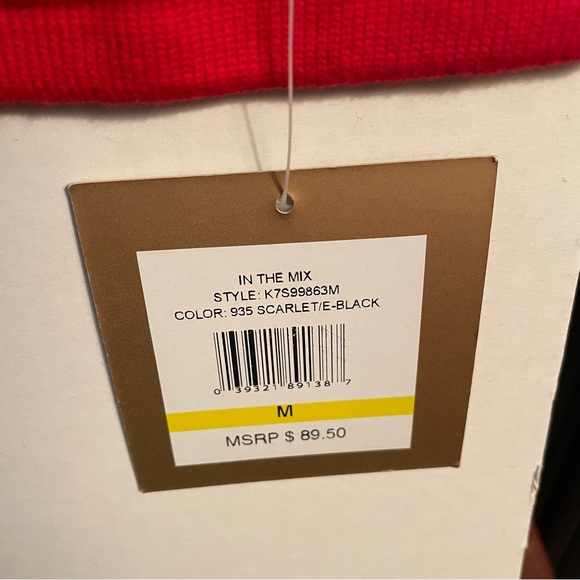 IN THE MIX
STYLE: K7S99863M
COLOR: 935 SCARLET/E-BLACK
0 39321 89138 7
M
MSRP $ 89.50